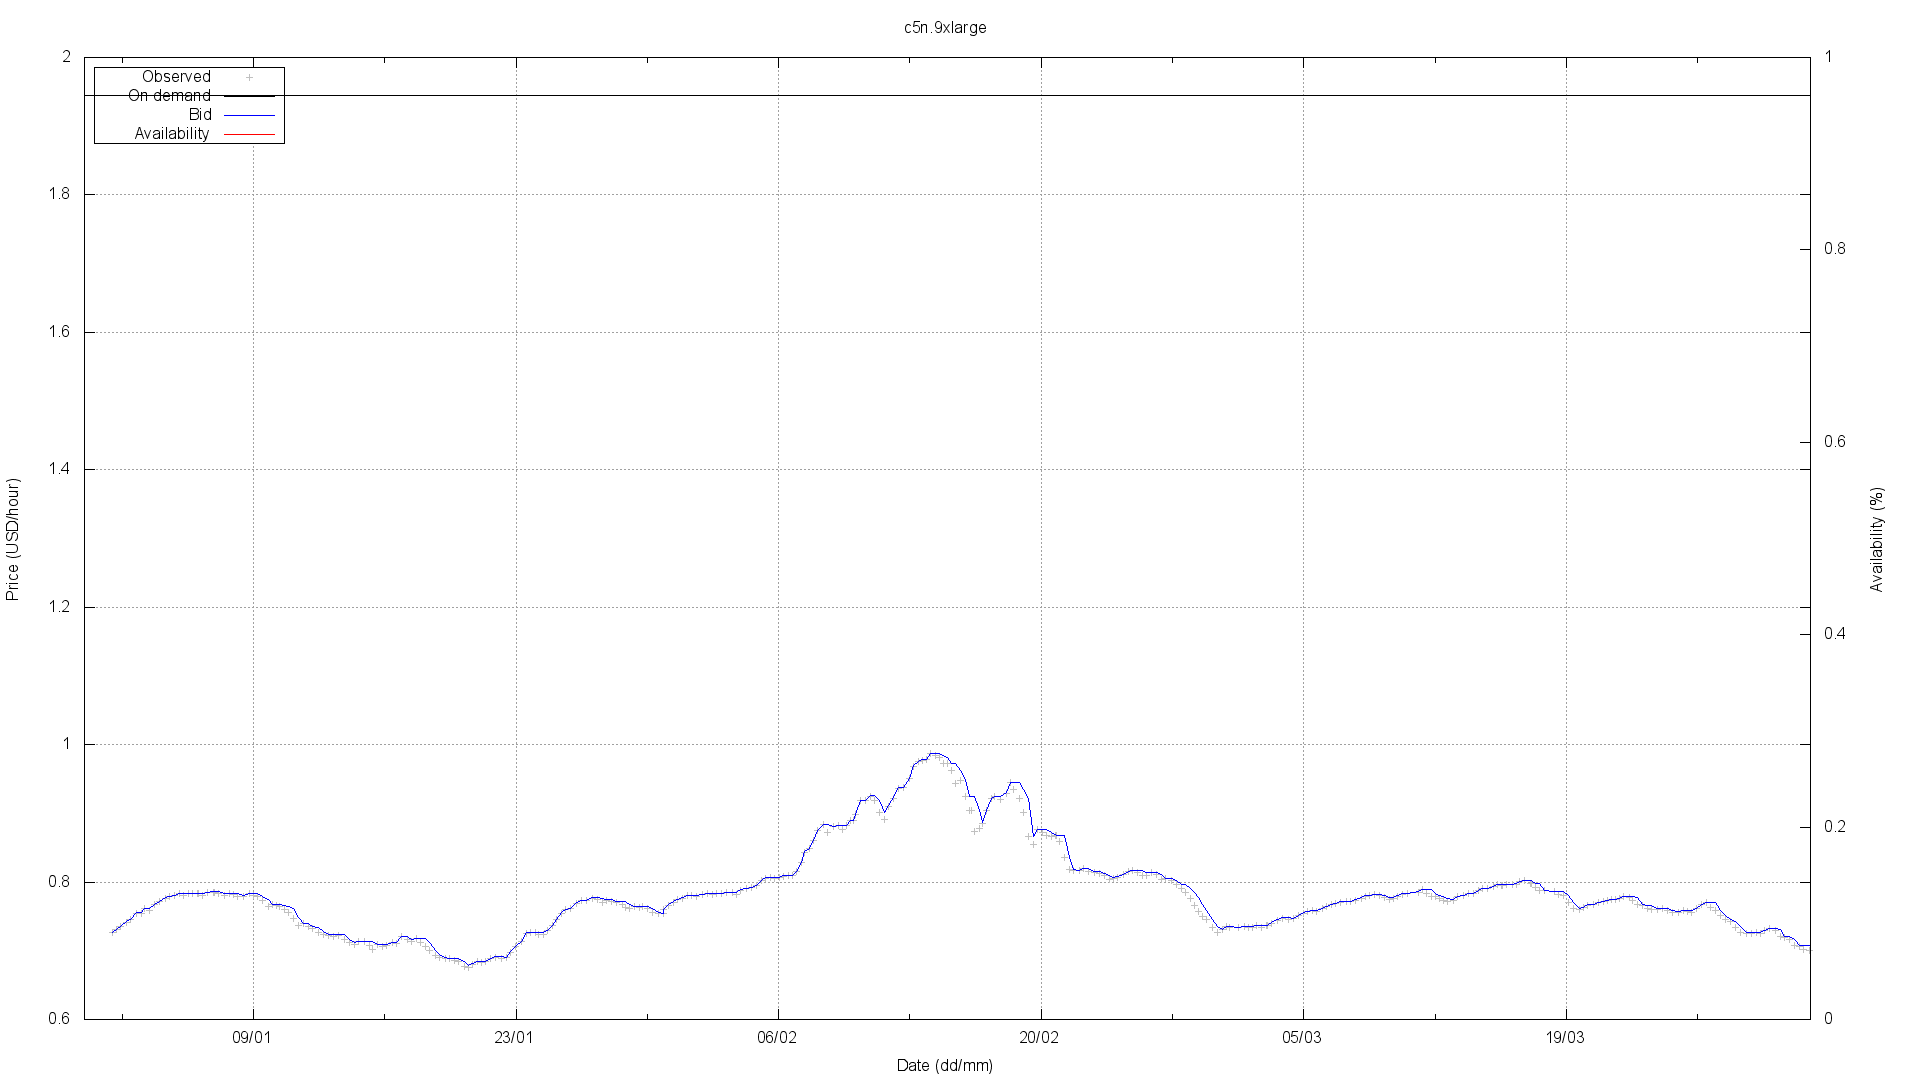 c5n.9xlarge
Observed
On demand
Bid
Availability
2
1.8
1.6
1.4
1.2
1
0.8
0.6
1
0.8
0.6
0.4
0.2
0
Price (USD/hour)
Availability (%)
09/01
23/01
06/02
20/02
05/03
19/03
Date (dd/mm)